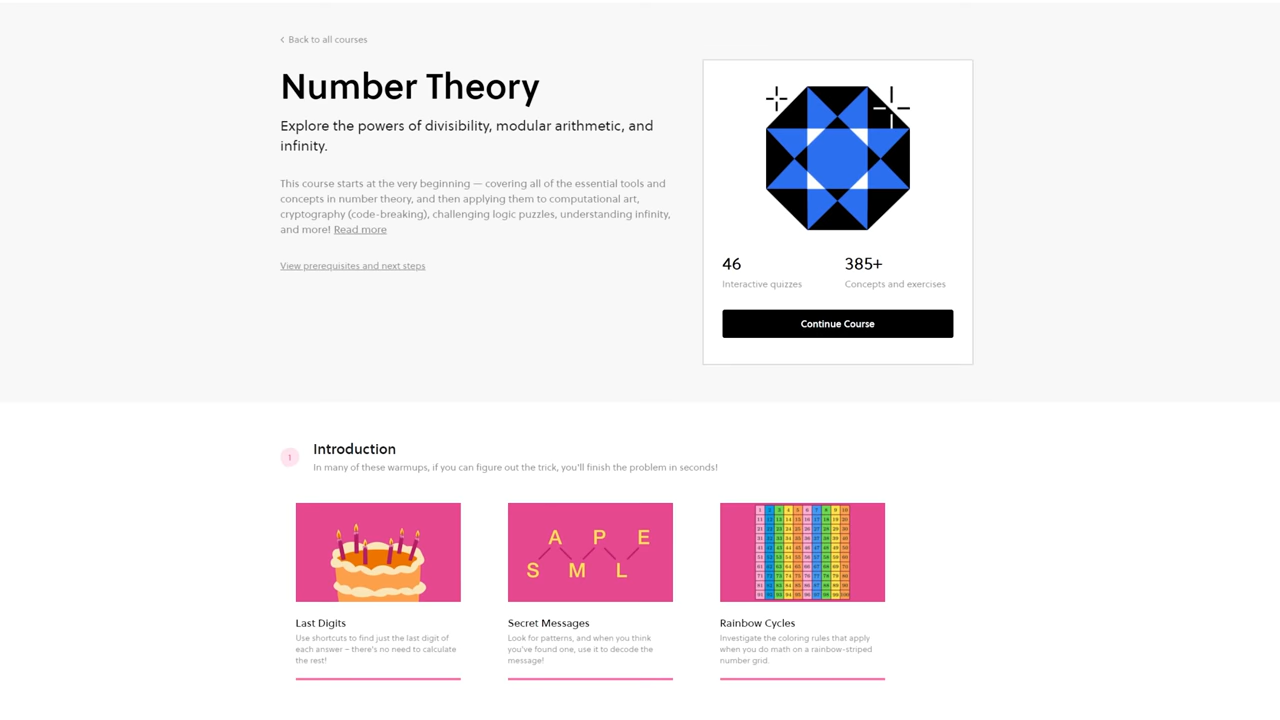 Back to all courses
Number Theory
Explore the powers of divisibility, modular arithmetic, and
infinity.
This course starts at the very beginning — covering all of the essential tools and
concepts in number theory, and then applying them to computational art,
cryptography (code-breaking), challenging logic puzzles, understanding infinity,
and more! Read more
View prerequisites and next steps
46
Interactive quizzes
385+
Concepts and exercises
Continue Course
1
Introduction
In many of these warmups, if you can figure out the trick, you'll finish the problem in seconds!
A P E
S M L
Last Digits
Use shortcuts to find just the last digit of
each answer – there's no need to calculate
the rest!
Secret Messages
Look for patterns, and when you think
you've found one, use it to decode the
message!
Rainbow Cycles
Investigate the coloring rules that apply
when you do math on a rainbow-striped
number grid.